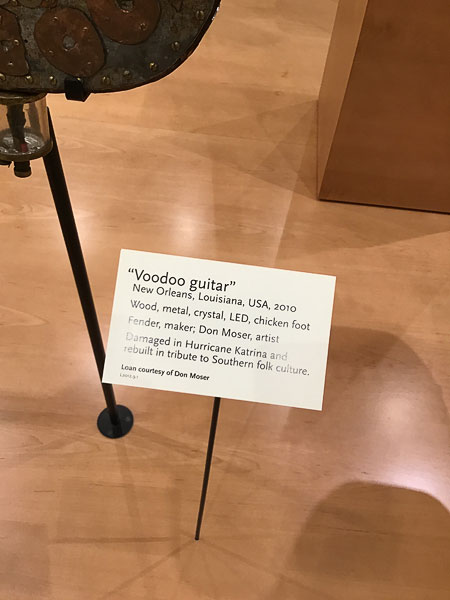 “Voodoo guitar”
New Orleans, Louisiana, USA, 2010
Wood, metal, crystal, LED, chicken foot
Fender, maker; Don Moser, artist
Damaged in Hurricane Katrina and
rebuilt in tribute to Southern folk culture.
Loan courtesy of Don Moser